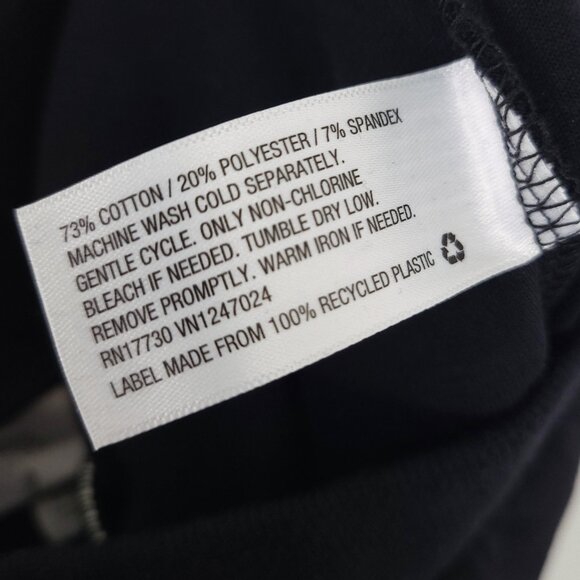 73% COTTON / 20% POLYESTER / 7% SPANDEX
MACHINE WASH COLD SEPARATELY.
GENTLE CYCLE. ONLY NON-CHLORINE
BLEACH IF NEEDED. TUMBLE DRY LOW.
REMOVE PROMPTLY. WARM IRON IF NEEDED.
RN17730 VN1247024
LABEL MADE FROM 100% RECYCLED PLASTIC